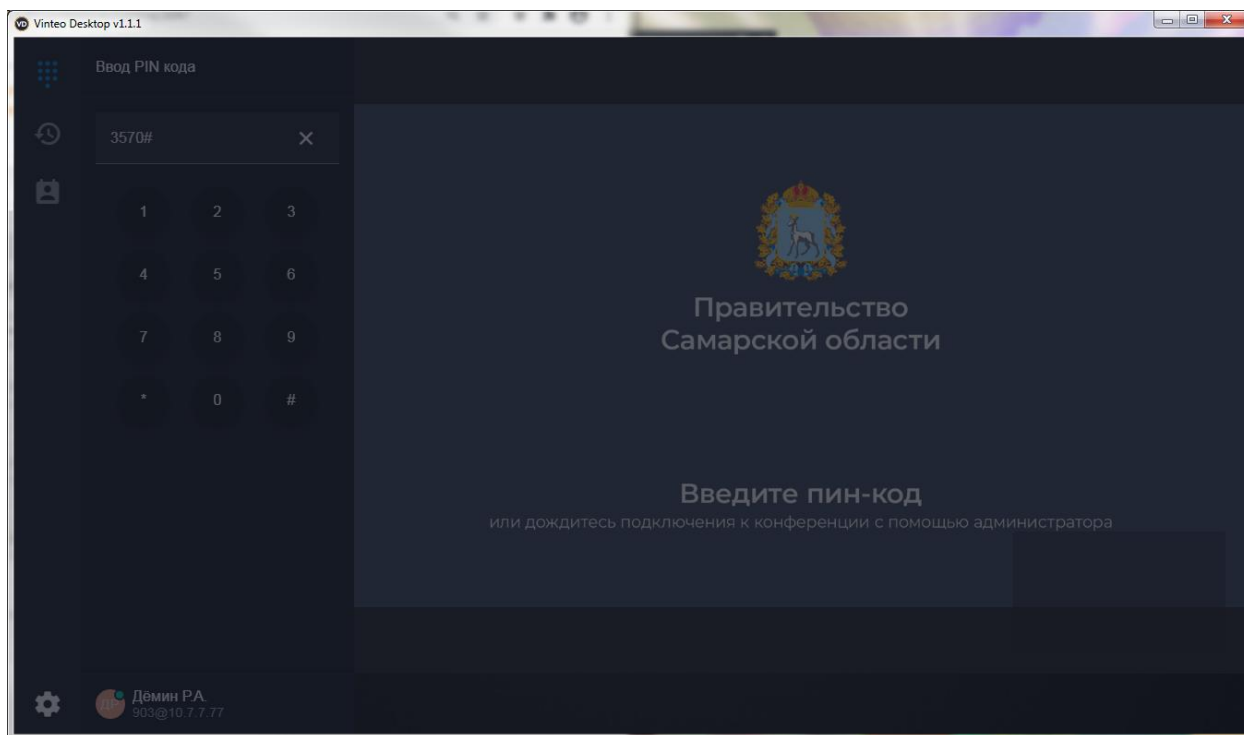 Vinteo Desktop v1.1.1
Ввод PIN кода
3570#
1 2 3
4 5 6
7 8 9
* 0 #
Правительство
Самарской области
Введите пин-код
или дождитесь подключения к конференции с помощью администратора
ДР
Дёмин Р.А.
903@10.7.7.77